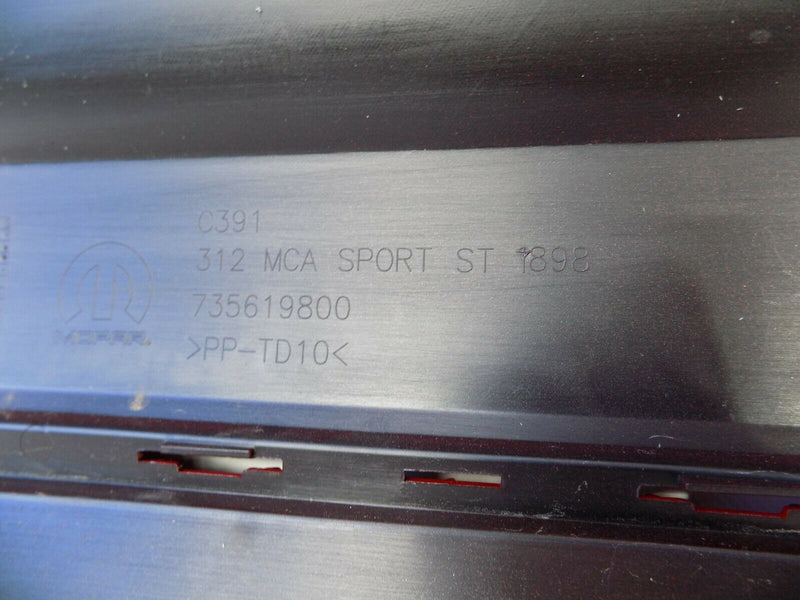 C391
312 MCA SPORT ST 1898
735619800
>PP-TD10<
MOPAR.